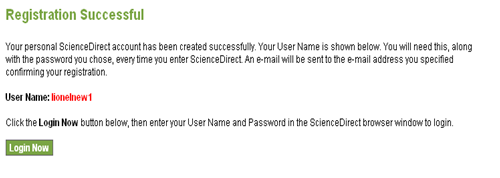 Registration Successful
Your personal ScienceDirect account has been created successfully. Your User Name is shown below. You will need this, along
with the password you chose, every time you enter ScienceDirect. An e-mail will be sent to the e-mail address you specified
confirming your registration.
User Name: lionelnew1
Click the Login Now button below, then enter your User Name and Password in the ScienceDirect browser window to login.
Login Now